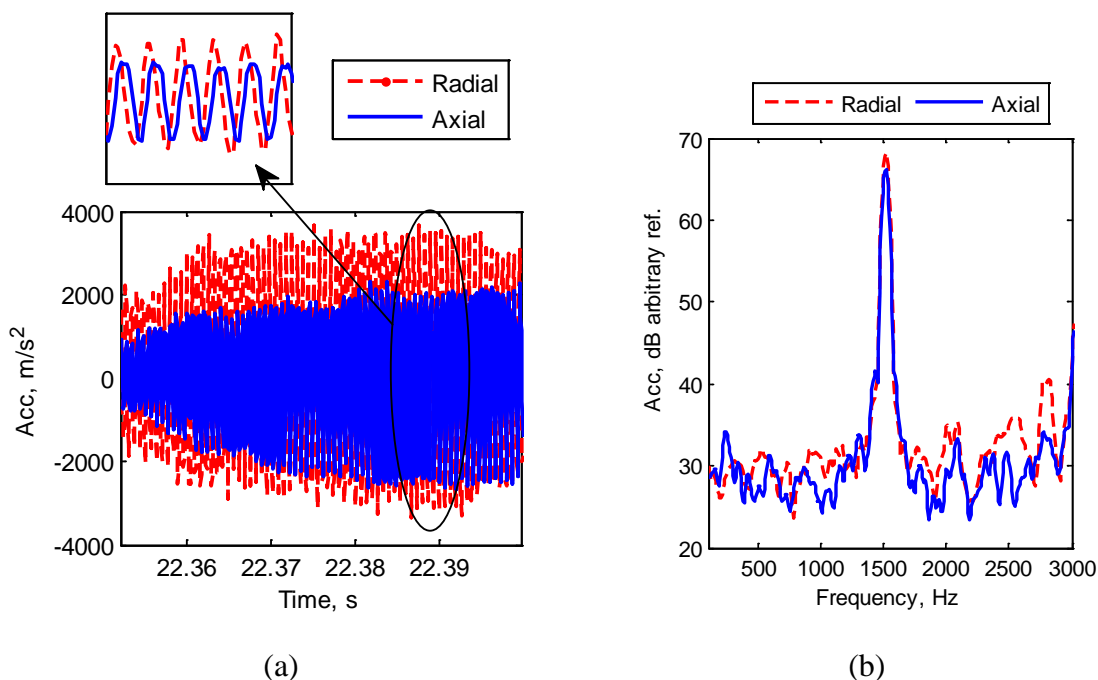 Radial
Axial
4000
2000
0
-2000
-4000
Acc, m/s2
22.36 22.37 22.38 22.39
Time, s
(a)
Radial Axial
70
60
50
40
30
20
Acc, dB arbitrary ref.
500 1000 1500 2000 2500 3000
Frequency, Hz
(b)